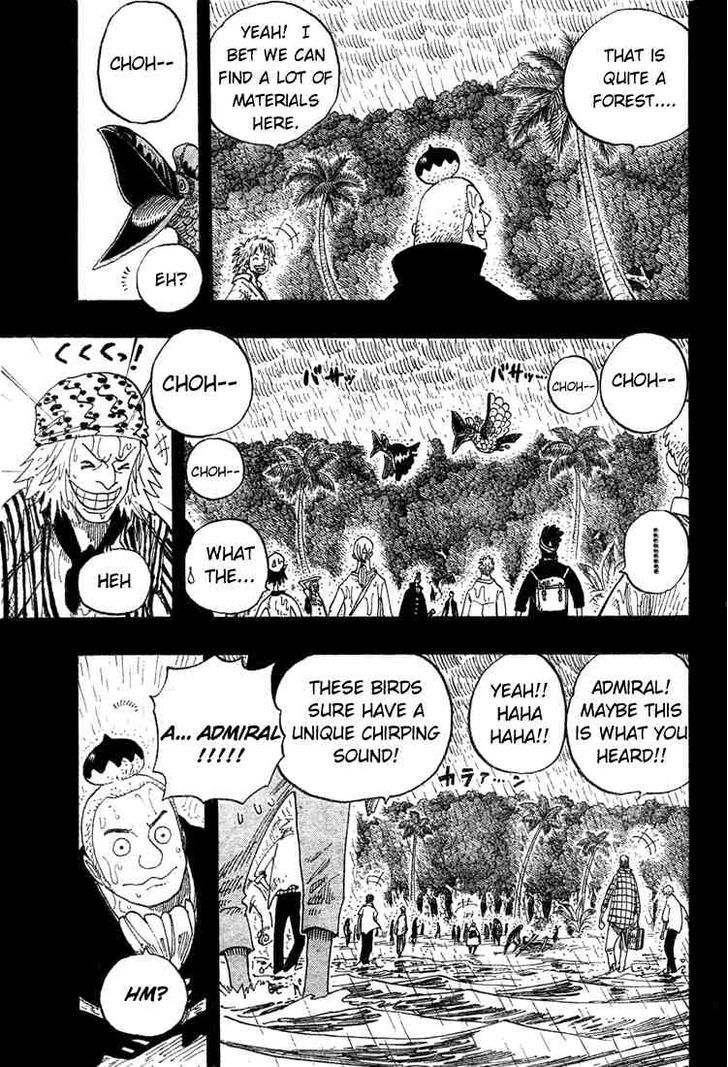 THAT IS
QUITE A
FOREST....
YEAH! I
BET WE CAN
FIND A LOT OF
MATERIALS
HERE.
CHOH--
EH?
CHOH--
CHOH--
バサッ…
バサッ
..........
CHOH--
CHOH--
WHAT
THE...
くくくっ!
HEH
ADMIRAL!
MAYBE THIS
IS WHAT YOU
HEARD!!
YEAH!!
HAHA
HAHA!!
THESE BIRDS
SURE HAVE A
UNIQUE CHIRPING
SOUND!
カラァ…ン
A... ADMIRAL
!!!!!
HM?